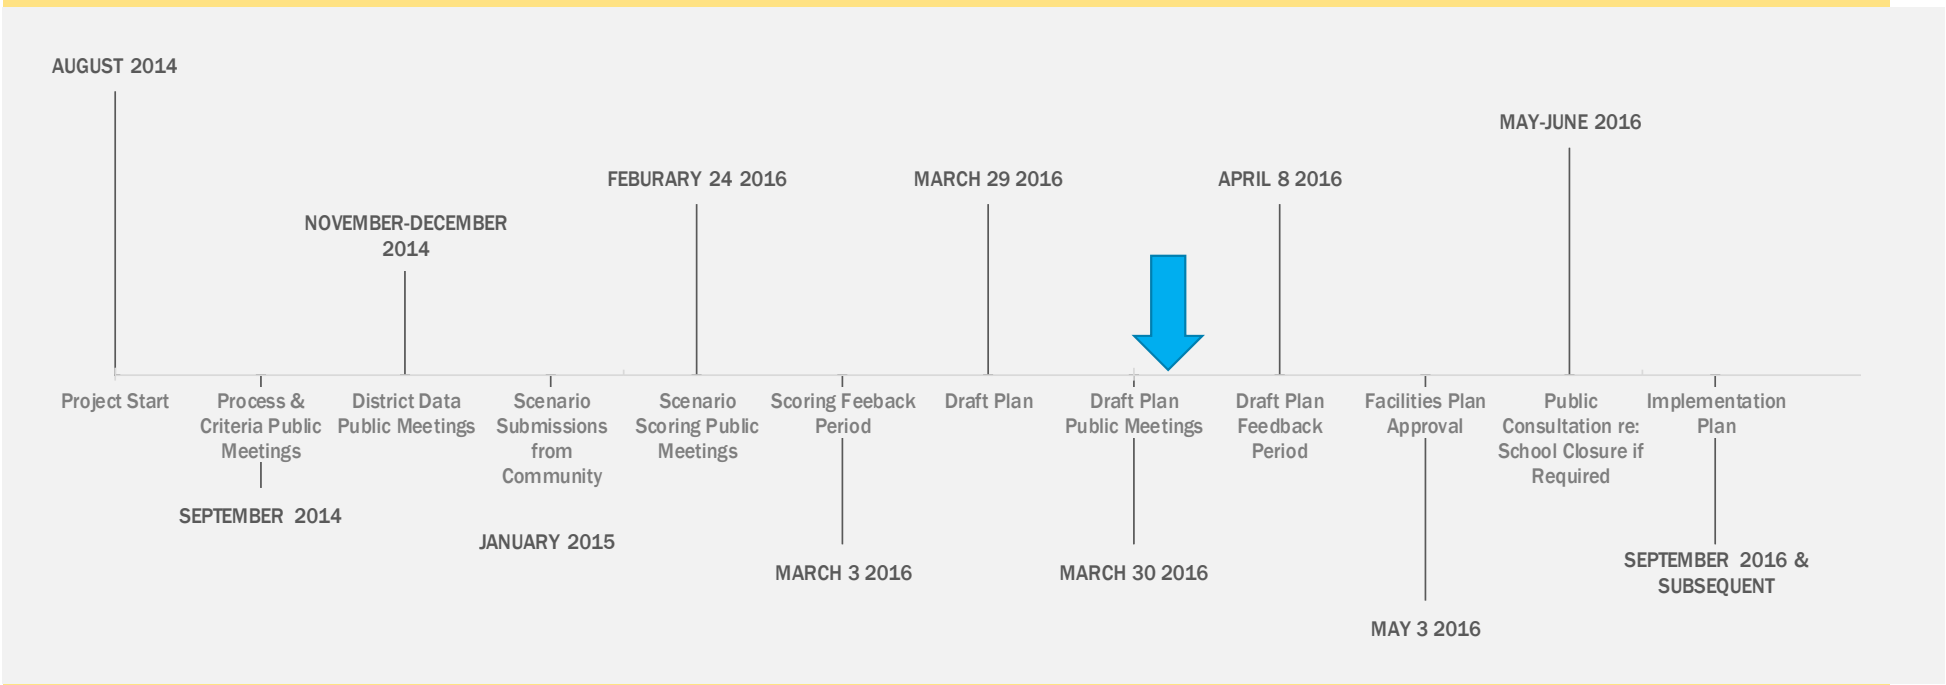 AUGUST 2014
MAY-JUNE 2016
FEBURARY 24 2016
MARCH 29 2016
APRIL 8 2016
NOVEMBER-DECEMBER
2014
Project Start
Process &
Criteria Public
Meetings
District Data
Public Meetings
Scenario
Submissions
from
Community
Scenario
Scoring Public
Meetings
Scoring Feeback
Period
Draft Plan
Draft Plan
Public Meetings
Draft Plan
Feedback
Period
Facilities Plan
Approval
Public
Consultation re:
School Closure if
Required
Implementation
Plan
SEPTEMBER 2014
JANUARY 2015
MARCH 3 2016
MARCH 30 2016
SEPTEMBER 2016 &
SUBSEQUENT
MAY 3 2016